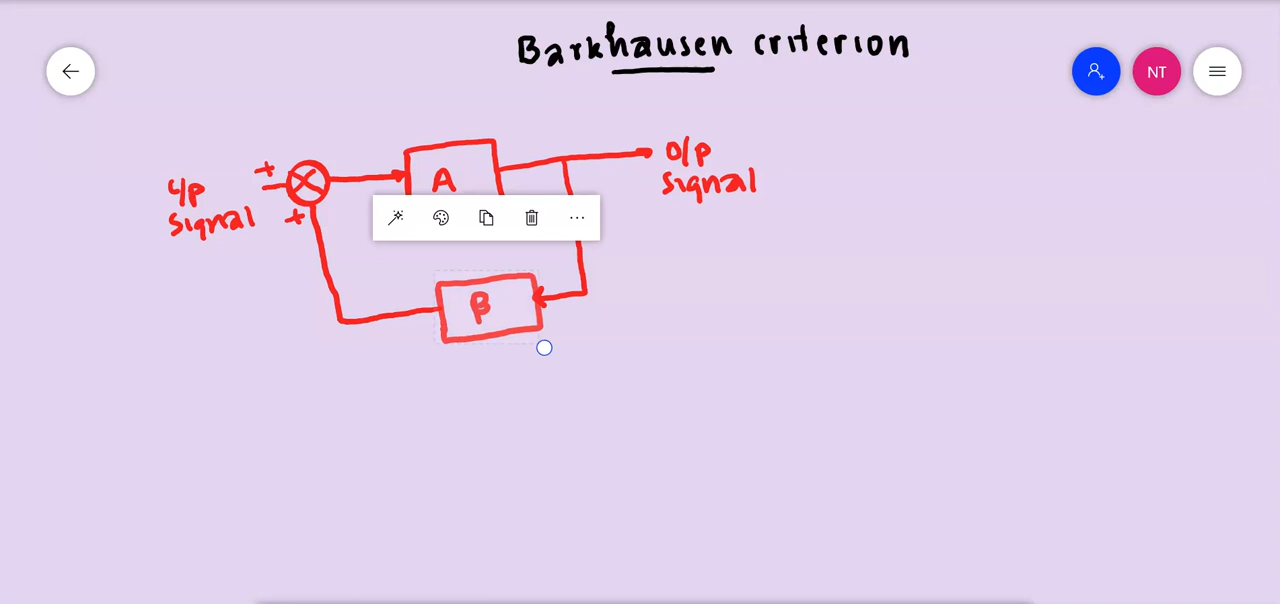 Barkhausen criterion
NT
+
A
O/P
signal
i/p
signal
+
β